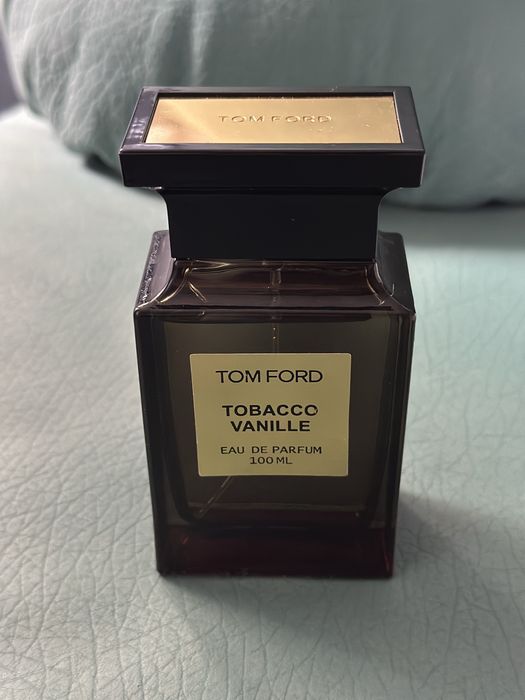 TOM FORD
TOM FORD
TOBACCO
VANILLE
EAU DE PARFUM
100 ML